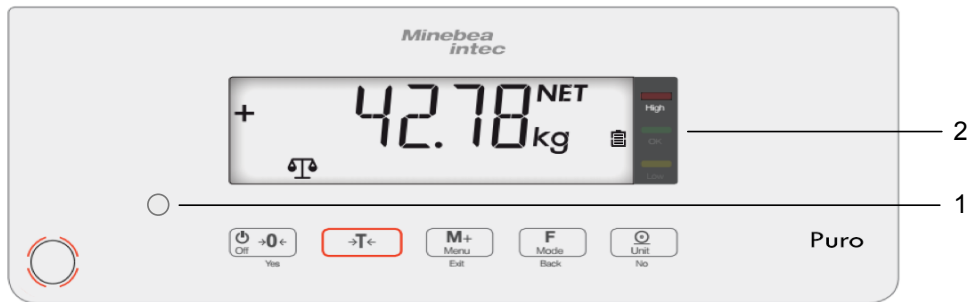 Minebea
intec
+ 42.78 NET
kg
High
OK
Low
2
1
Off →0← →T← M+ Menu F Mode Unit
Yes Exit Back No
Puro